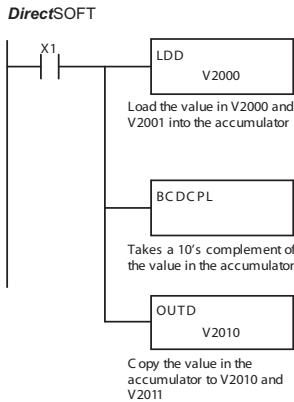 DirectSOFT
X1
LDD
V2000
Load the value in V2000 and
V2001 into the accumulator
BCDCPL
Takes a 10's complement of
the value in the accumulator
OUTD
V2010
Copy the value in the
accumulator to V2010 and
V2011